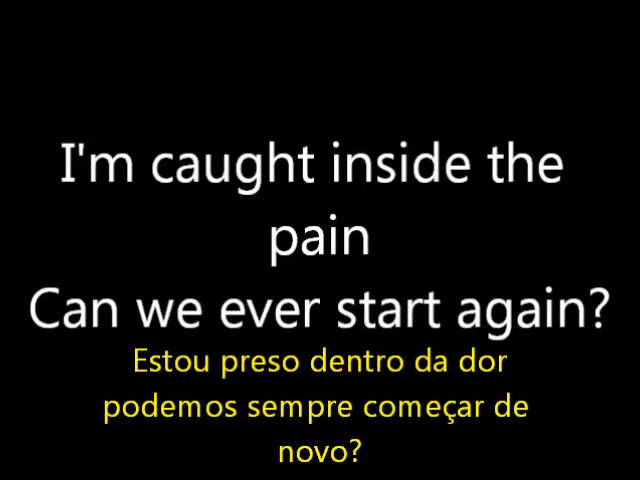 I'm caught inside the
pain
Can we ever start again?
Estou preso dentro da dor
podemos sempre começar de
novo?